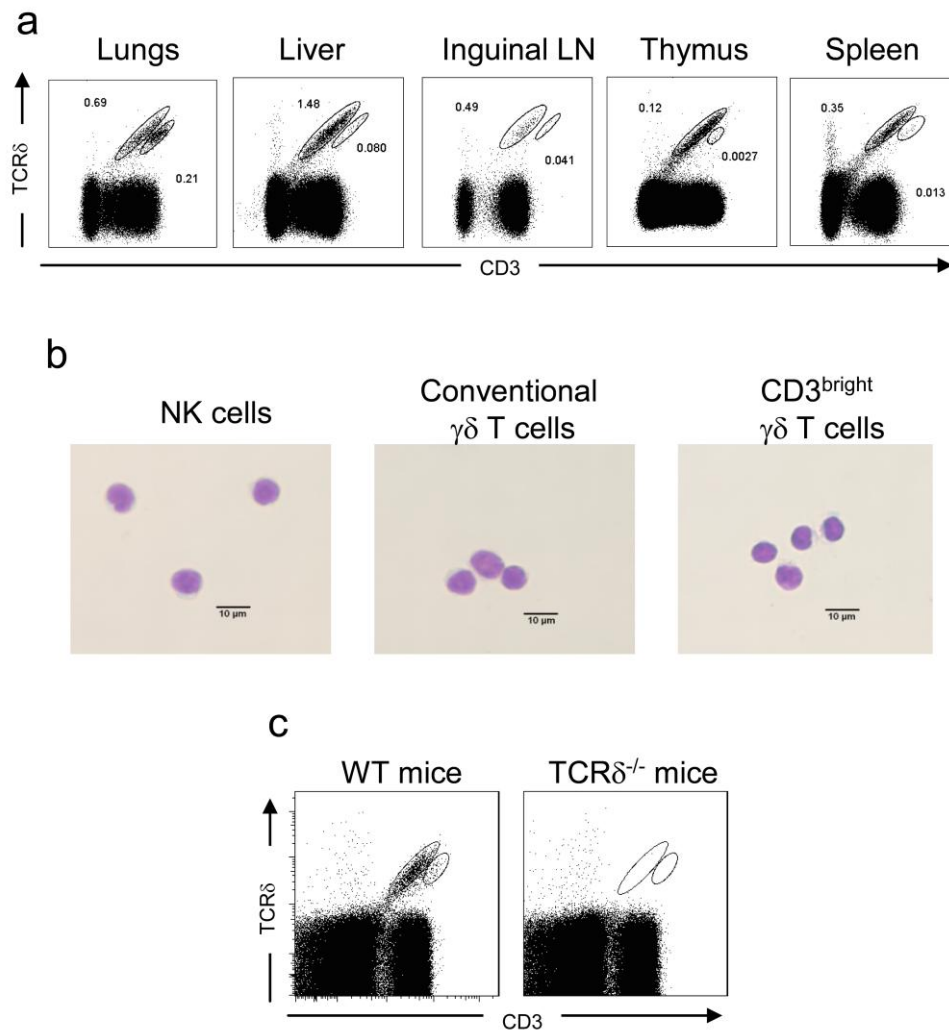 a
Lungs Liver Inguinal LN Thymus Spleen
0.69 1.48 0.49 0.12 0.35
0.21 0.080 0.041 0.0027 0.013
TCRδ
CD3
b
NK cells
Conventional
γδ T cells
CD3bright
γδ T cells
10 μm 10 μm 10 μm
c
WT mice TCRδ-/- mice
TCRδ
CD3